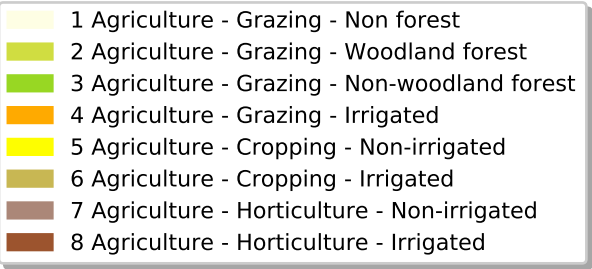 1 Agriculture - Grazing - Non forest
2 Agriculture - Grazing - Woodland forest
3 Agriculture - Grazing - Non-woodland forest
4 Agriculture - Grazing - Irrigated
5 Agriculture - Cropping - Non-irrigated
6 Agriculture - Cropping - Irrigated
7 Agriculture - Horticulture - Non-irrigated
8 Agriculture - Horticulture - Irrigated